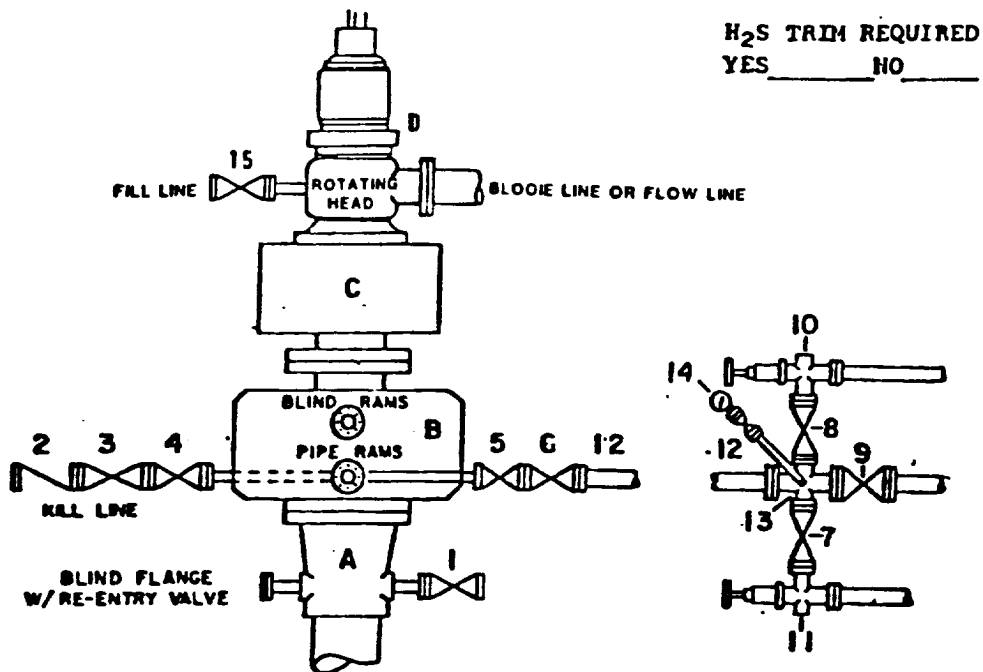 H2S TRIM REQUIRED
YES______NO______
D
15
FILL LINE
ROTATING
HEAD
BLOOIE LINE OR FLOW LINE
C
BLIND RAMS
B
PIPE RAMS
2
3
4
5
G
12
KILL LINE
A
1
BLIND FLANGE
W/RE-ENTRY VALVE
10
14
8
12
9
13
7
11